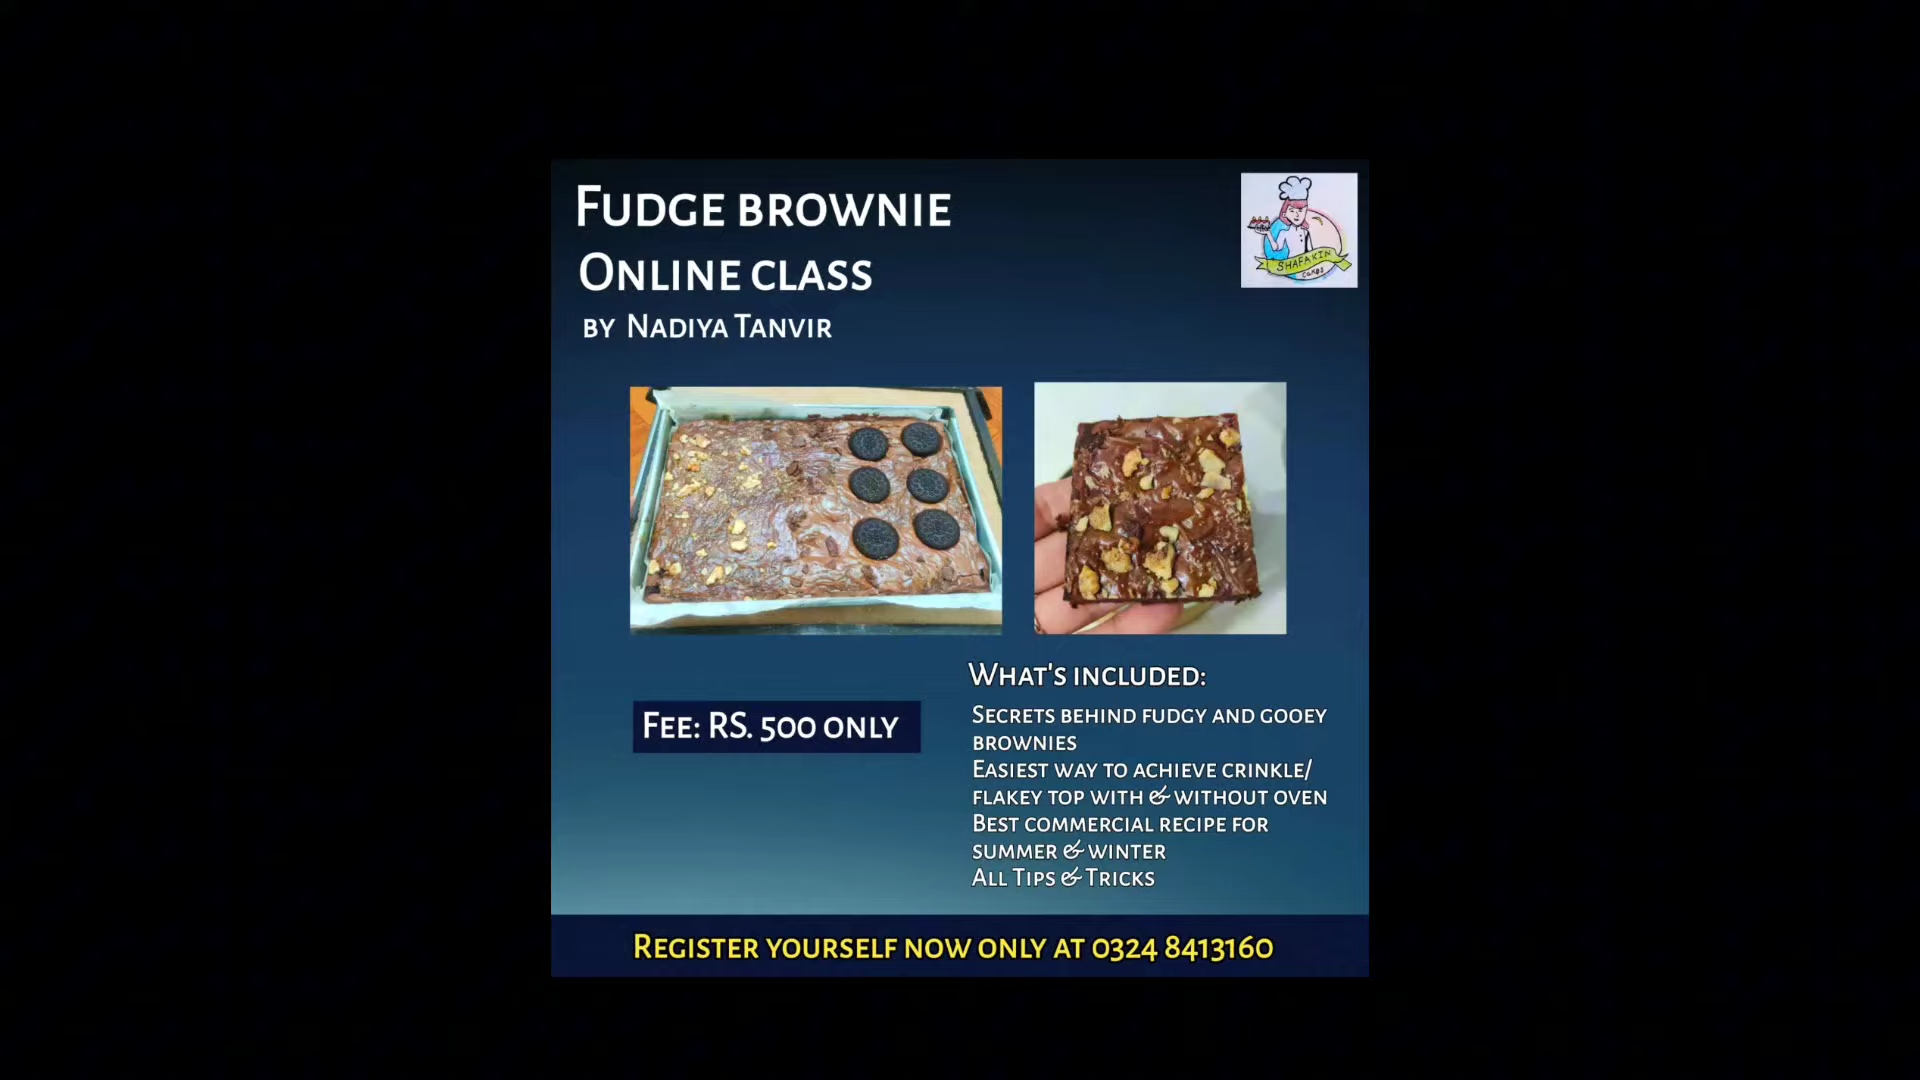 Fudge brownie
Online class
by Nadiya Tanvir
SHAFAKIN
CAKES
Fee: RS. 500 only
What's included:
Secrets behind fudgy and gooey
brownies
Easiest way to achieve crinkle/
flakey top with & without oven
Best commercial recipe for
summer & winter
All Tips & Tricks
Register yourself now only at 0324 8413160